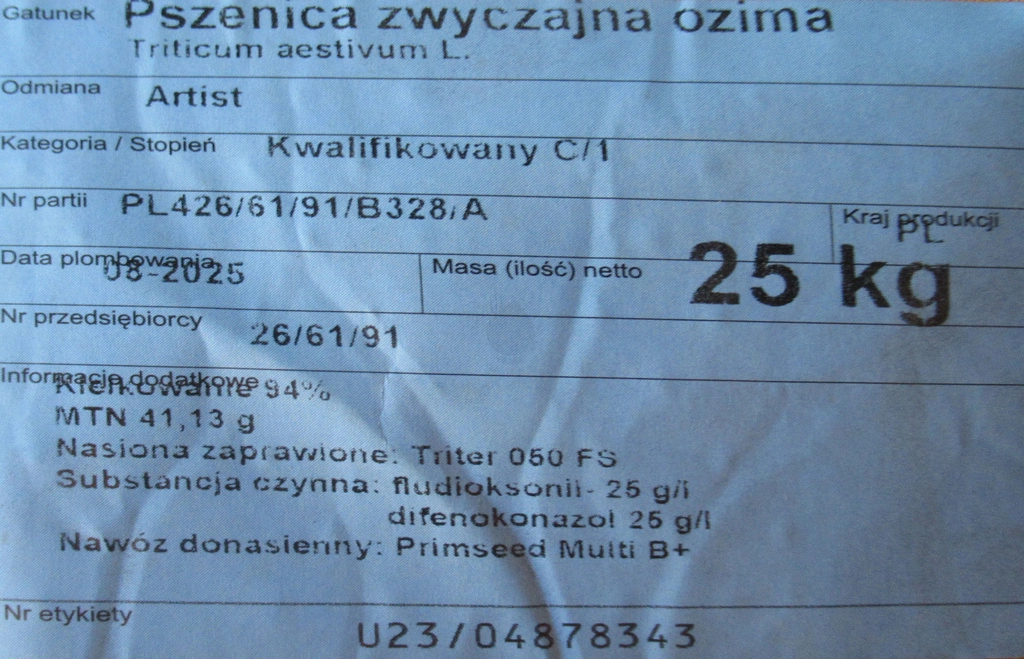 Gatunek Pszenica zwyczajna ozima
Triticum aestivum L.
Odmiana Artist
Kategoria / Stopień Kwalifikowany C/1
Nr partii PL426/61/91/B328/A Kraj produkcji
PL
Data plombowania 08-2025 Masa (ilość) netto 25 kg
Nr przedsiębiorcy 26/61/91
Informacje dodatkowe
Kiełkowanie 94%
MTN 41,13 g
Nasiona zaprawione: Triter 050 FS
Substancja czynna: fludioksonil- 25 g/l
difenokonazol 25 g/l
Nawóz donasienny: Primseed Multi B+
Nr etykiety U23/04878343